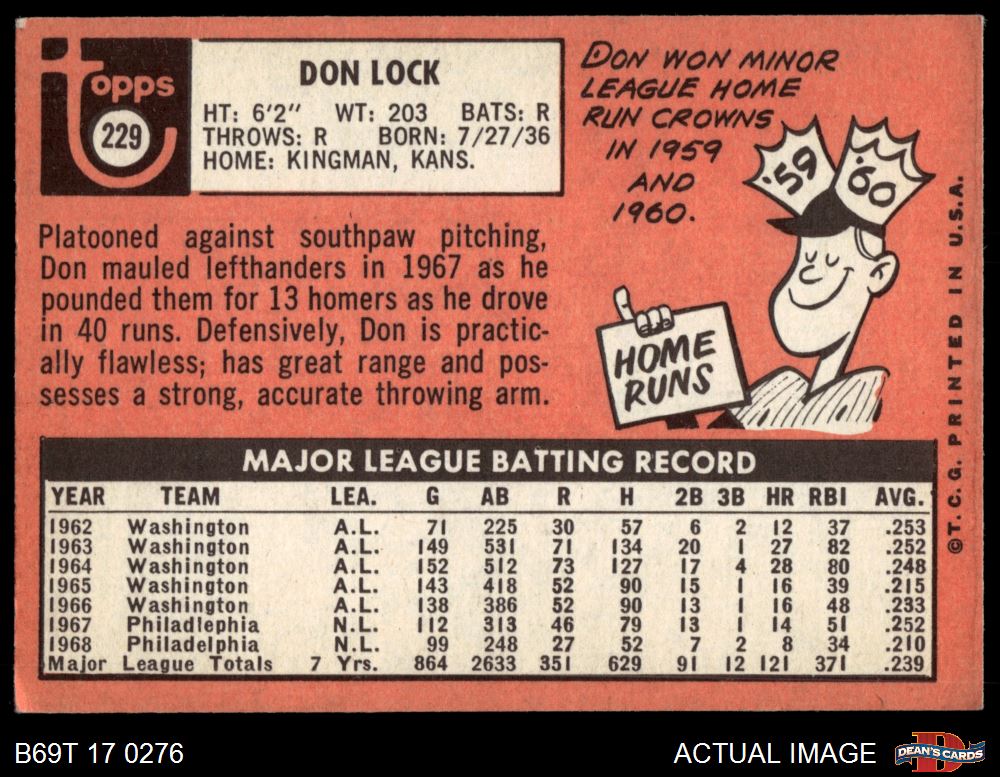 Topps
229
DON LOCK
HT: 6'2" WT: 203 BATS: R
THROWS: R BORN: 7/27/36
HOME: KINGMAN, KANS.
DON WON MINOR
LEAGUE HOME
RUN CROWNS
IN 1959
AND
1960.
'59
'60
HOME
RUNS
Platooned against southpaw pitching,
Don mauled lefthanders in 1967 as he
pounded them for 13 homers as he drove
in 40 runs. Defensively, Don is practic-
ally flawless; has great range and pos-
sesses a strong, accurate throwing arm.
MAJOR LEAGUE BATTING RECORD
YEAR TEAM LEA. G AB R H 2B 3B HR RBI AVG.
1962 Washington A.L. 71 225 30 57 6 2 12 37 .253
1963 Washington A.L. 149 531 71 134 20 1 27 82 .252
1964 Washington A.L. 152 512 73 127 17 4 28 80 .248
1965 Washington A.L. 143 418 52 90 15 1 16 39 .215
1966 Washington A.L. 138 386 52 90 13 1 16 48 .233
1967 Philadlephia N.L. 112 313 46 79 13 1 14 51 .252
1968 Philadelphia N.L. 99 248 27 52 7 2 8 34 .210
Major League Totals 7 Yrs. 864 2633 351 629 91 12 121 371 .239
©T.C.G. PRINTED IN U.S.A.
B69T 17 0276
ACTUAL IMAGE
D
DEAN'S CARDS